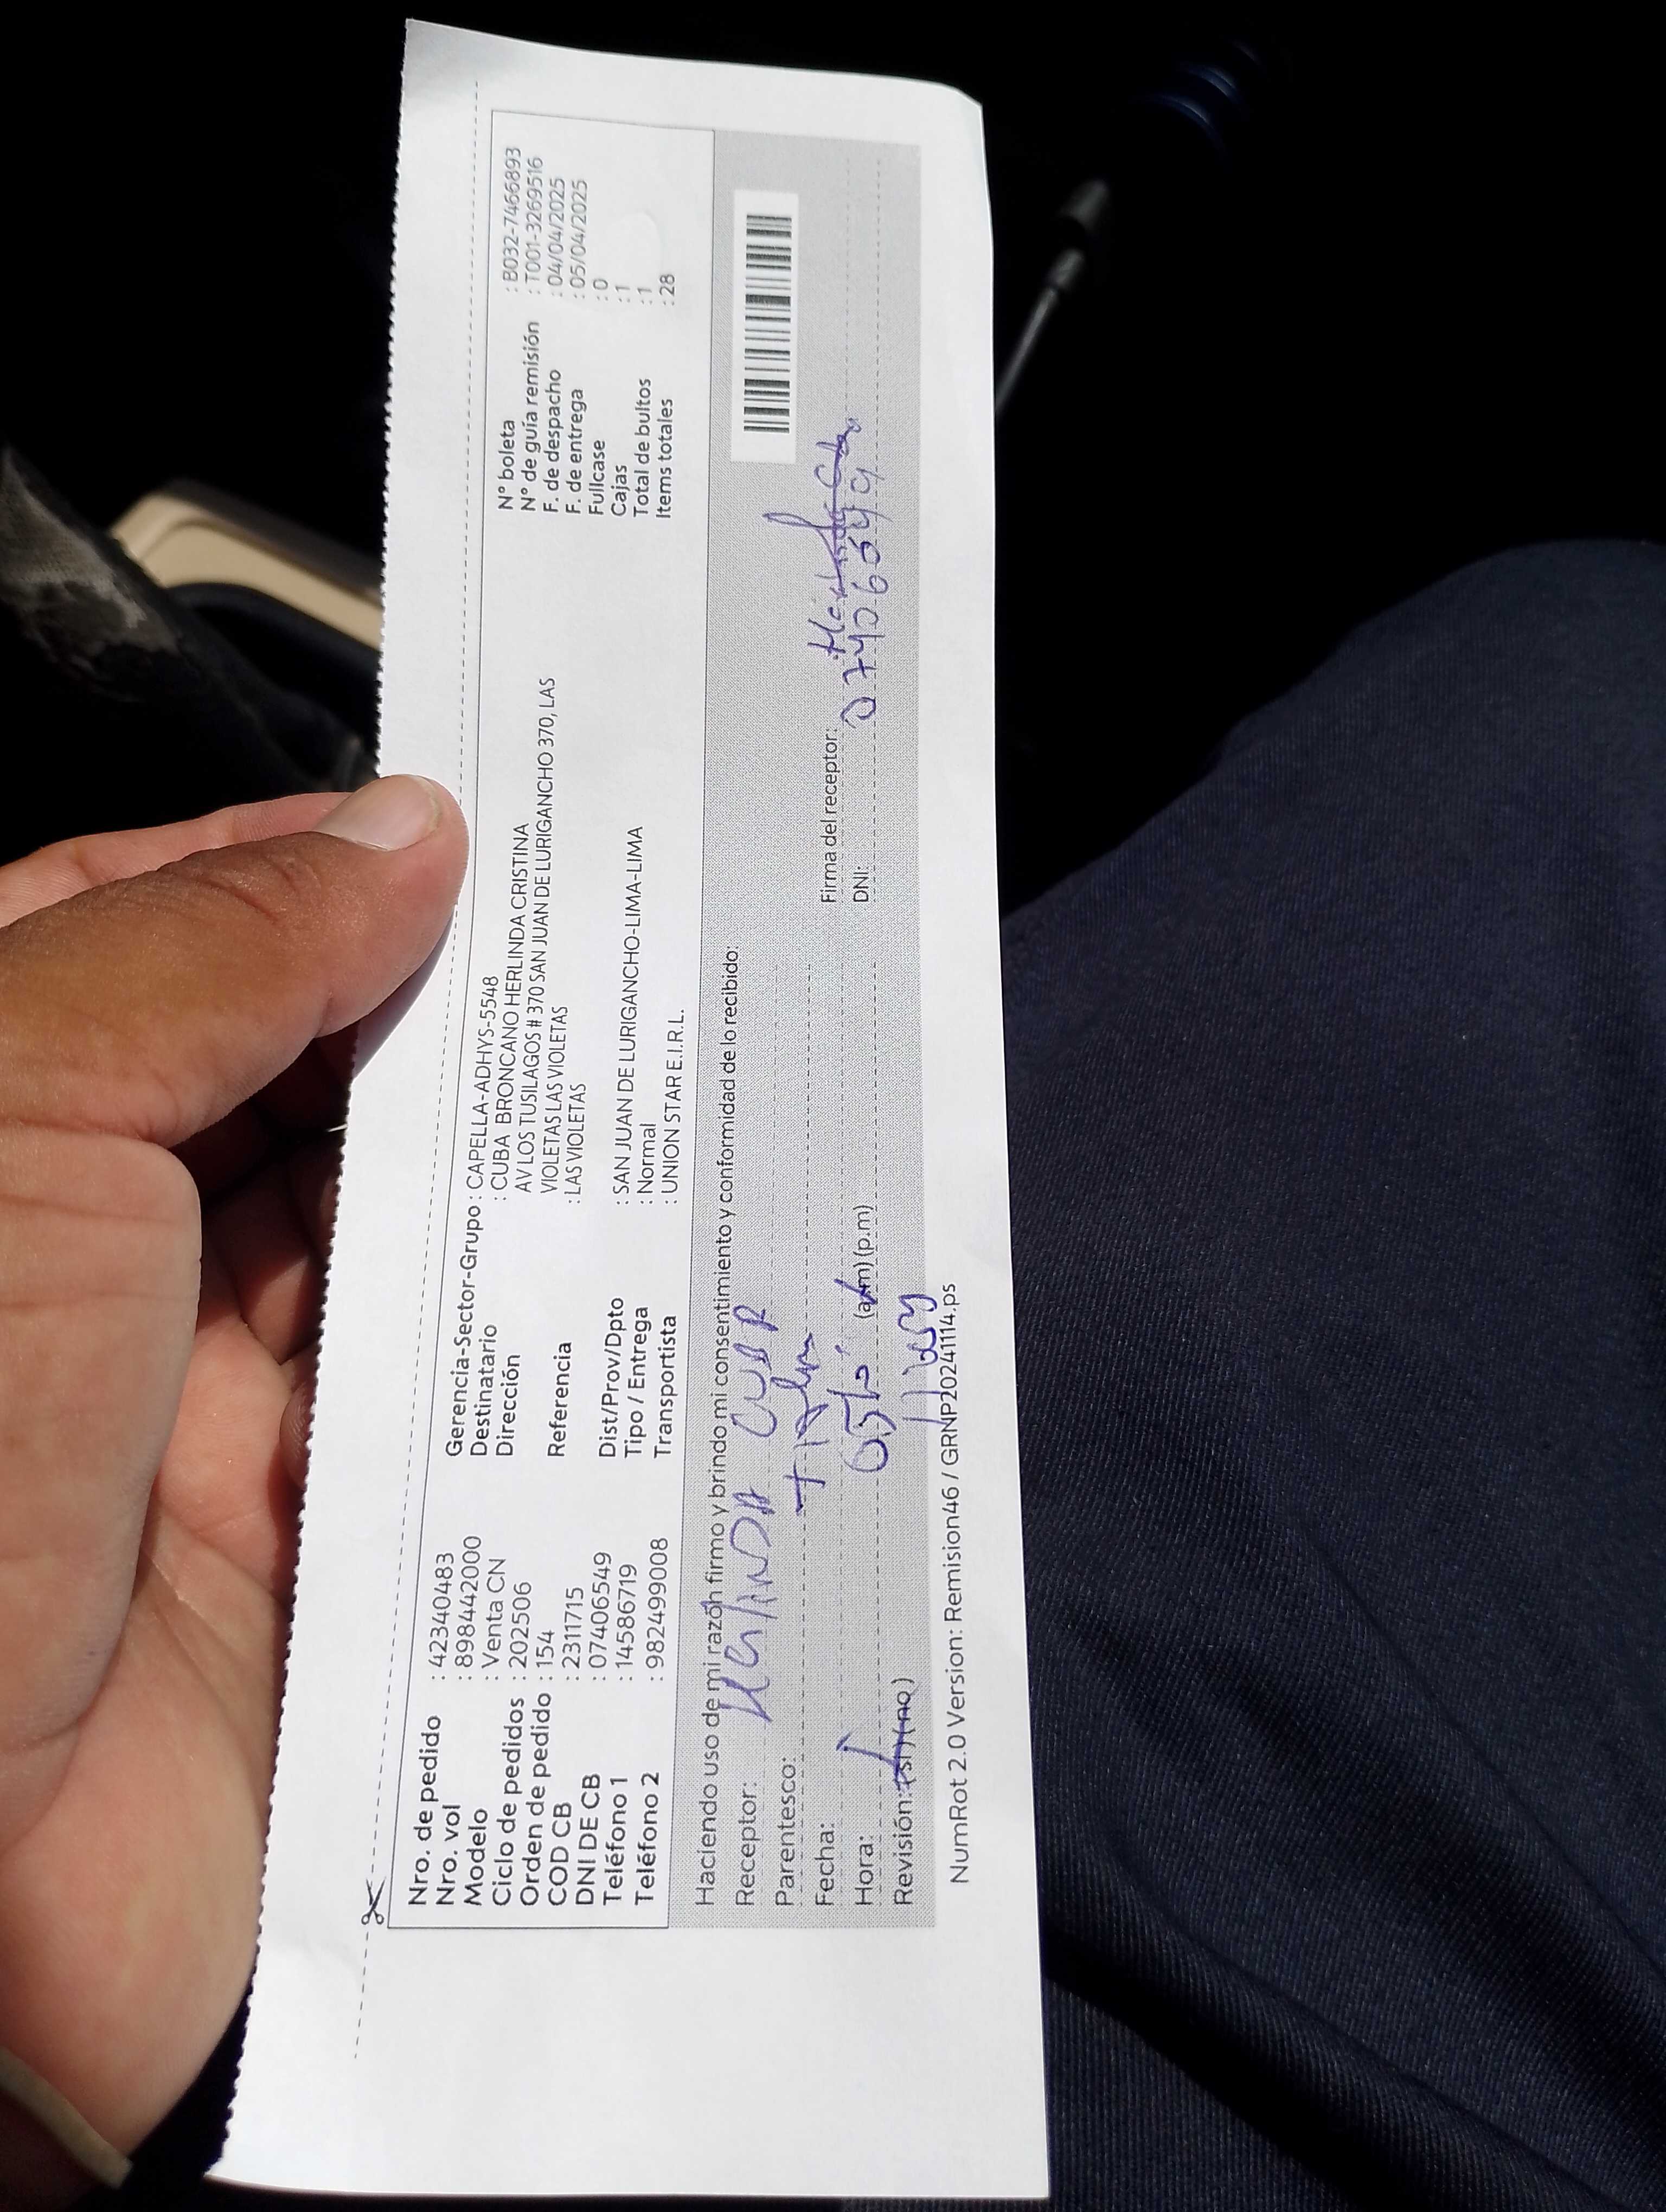 Nro. de pedido : 42340483
Nro. vol : 898442000
Modelo : Venta CN
Ciclo de pedidos : 202506
Orden de pedido : 154
COD CB : 2311715
DNI DE CB : 07406549
Teléfono 1 : 14586719
Teléfono 2 : 982499008
Gerencia-Sector-Grupo : CAPELLA-ADHYS-5548
Destinatario : CUBA BRONCANO HERLINDA CRISTINA
Dirección AV LOS TUSILAGOS # 370 SAN JUAN DE LURIGANCHO 370, LAS
VIOLETAS LAS VIOLETAS
Referencia : LAS VIOLETAS
Dist/Prov/Dpto : SAN JUAN DE LURIGANCHO-LIMA-LIMA
Tipo / Entrega : Normal
Transportista : UNION STAR E.I.R.L.
N° boleta : B032-7466893
N° de guía remisión : T001-3269516
F. de despacho : 04/04/2025
F. de entrega : 05/04/2025
Fullcase : 0
Cajas : 1
Total de bultos : 1
Items totales : 28
Haciendo uso de mi razón firmo y brindo mi consentimiento y conformidad de lo recibido:
Receptor: Herlinda CUBA
Parentesco:
Fecha:
Hora: (a.m) (p.m)
Revisión: (si) (no)
Firma del receptor:
DNI: 07406549
NumRot 2.0 Version: Remision46 / GRNP20241114.ps